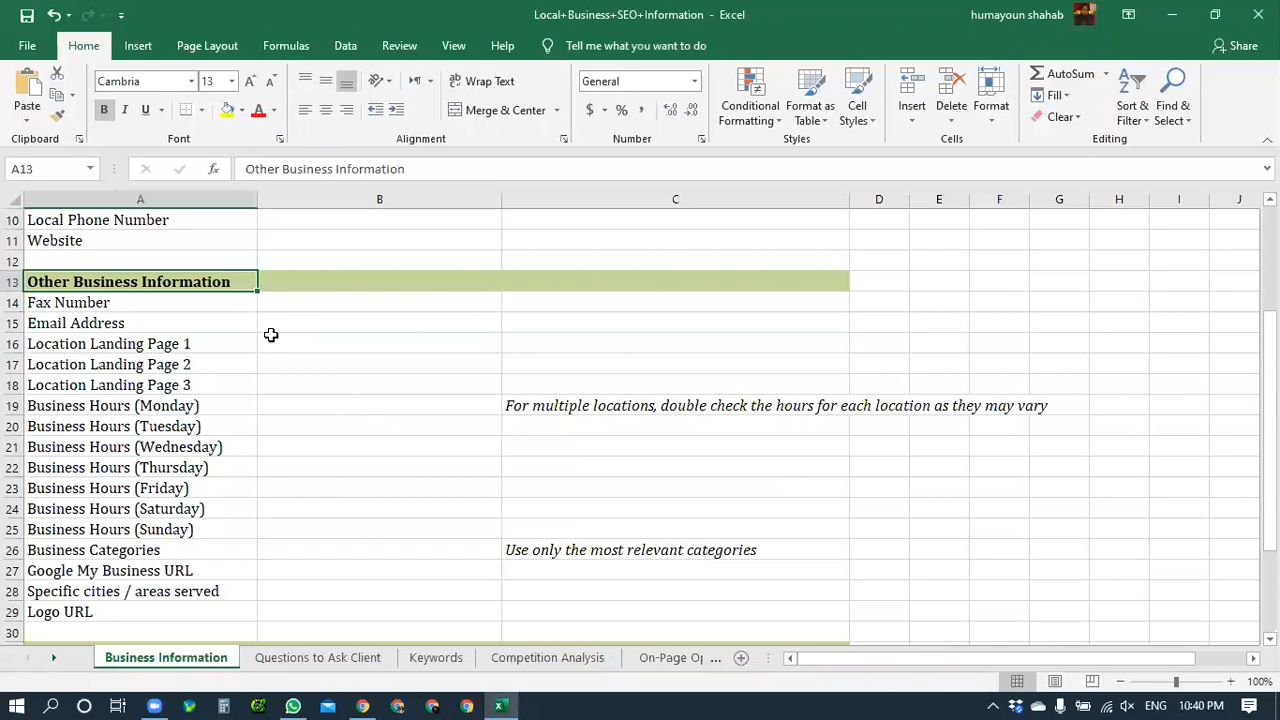 Local+Business+SEO+Information - Excel
humayoun shahab
File Home Insert Page Layout Formulas Data Review View Help Tell me what you want to do Share
Paste
Clipboard
Cambria 13
B I U A
Font
Wrap Text
Merge & Center
Alignment
General
$ % ,
Number
Conditional Formatting
Format as Table
Cell Styles
Styles
Insert Delete Format
Cells
AutoSum
Fill
Clear
Sort & Filter
Find & Select
Editing
A13 fx Other Business Information
A B C D E F G H I J
10 Local Phone Number
11 Website
12
13 Other Business Information
14 Fax Number
15 Email Address
16 Location Landing Page 1
17 Location Landing Page 2
18 Location Landing Page 3
19 Business Hours (Monday) For multiple locations, double check the hours for each location as they may vary
20 Business Hours (Tuesday)
21 Business Hours (Wednesday)
22 Business Hours (Thursday)
23 Business Hours (Friday)
24 Business Hours (Saturday)
25 Business Hours (Sunday)
26 Business Categories Use only the most relevant categories
27 Google My Business URL
28 Specific cities / areas served
29 Logo URL
30
Business Information Questions to Ask Client Keywords Competition Analysis On-Page Op ...
100%
ENG 10:40 PM